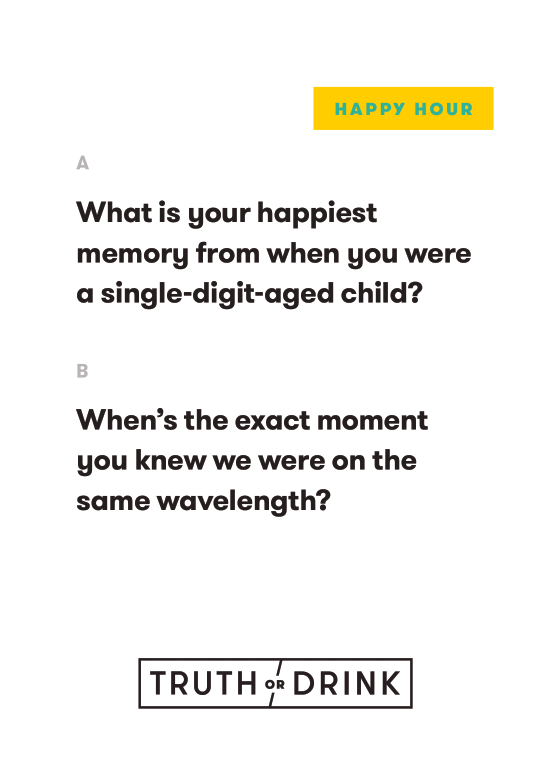 HAPPY HOUR
A
What is your happiest
memory from when you were
a single-digit-aged child?
B
When’s the exact moment
you knew we were on the
same wavelength?
TRUTH OR DRINK